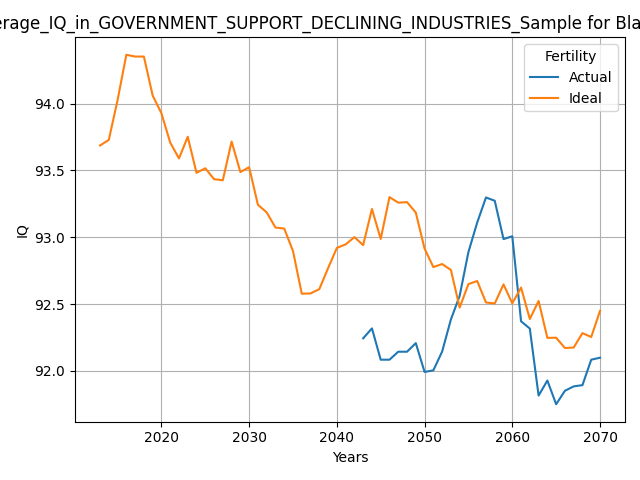 erage_IQ_in_GOVERNMENT_SUPPORT_DECLINING_INDUSTRIES_Sample for Bla
Fertility
Actual
Ideal
94.0
93.5
93.0
92.5
92.0
IQ
2020 2030 2040 2050 2060 2070
Years